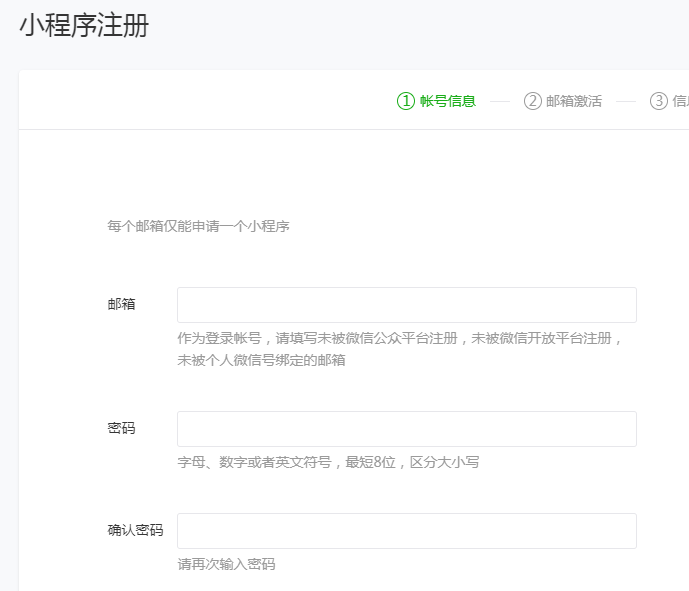 小程序注册
① 帐号信息 ② 邮箱激活 ③ 信
每个邮箱仅能申请一个小程序
邮箱
作为登录帐号，请填写未被微信公众平台注册，未被微信开放平台注册，
未被个人微信号绑定的邮箱
密码
字母、数字或者英文符号，最短8位，区分大小写
确认密码
请再次输入密码